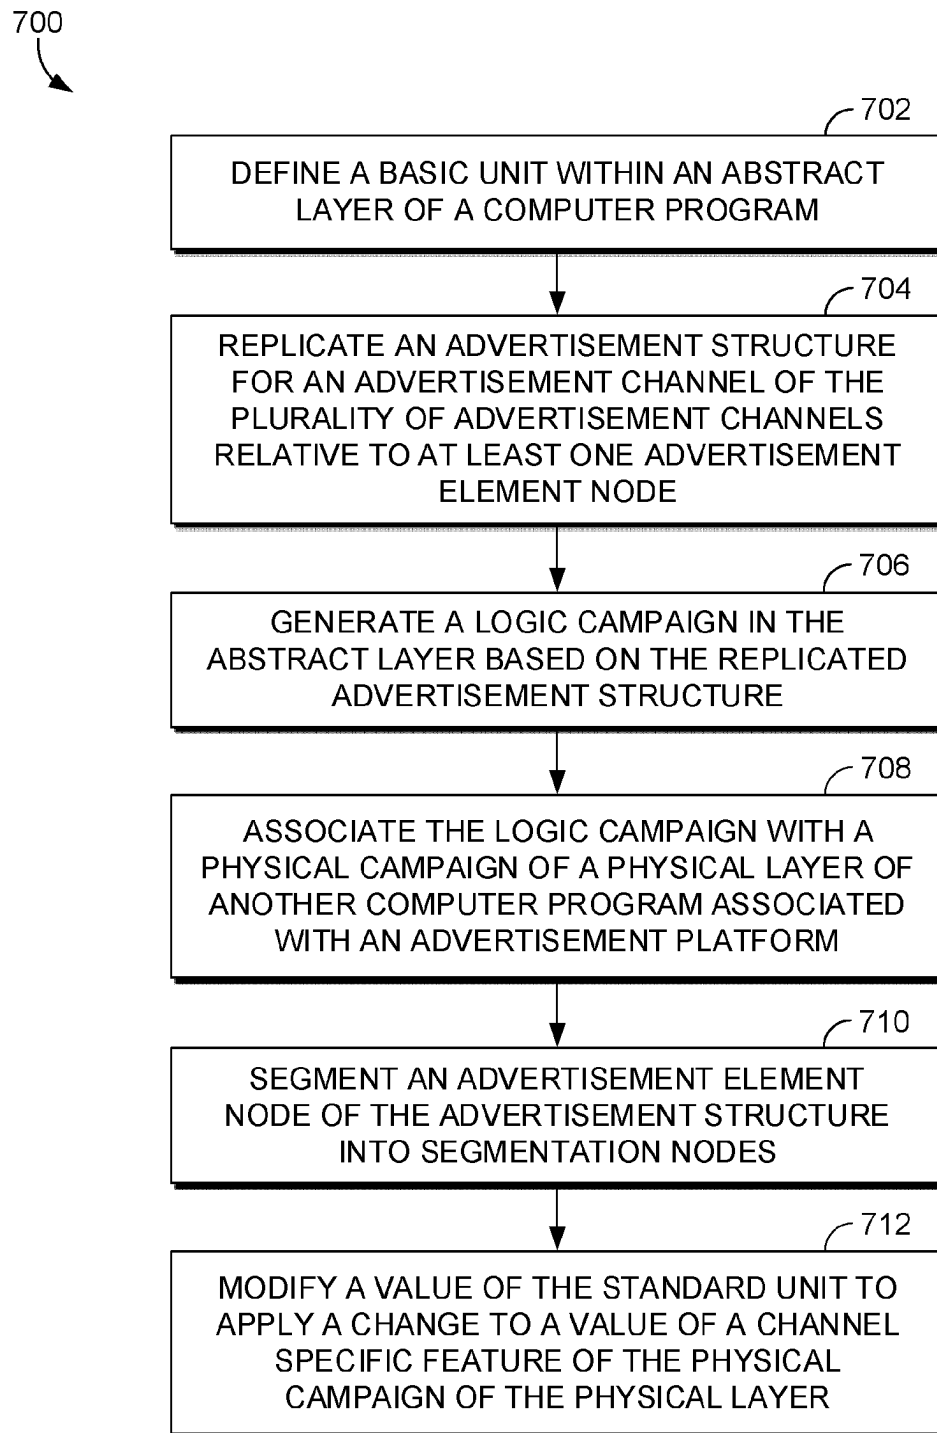 700
702
DEFINE A BASIC UNIT WITHIN AN ABSTRACT
LAYER OF A COMPUTER PROGRAM
704
REPLICATE AN ADVERTISEMENT STRUCTURE
FOR AN ADVERTISEMENT CHANNEL OF THE
PLURALITY OF ADVERTISEMENT CHANNELS
RELATIVE TO AT LEAST ONE ADVERTISEMENT
ELEMENT NODE
706
GENERATE A LOGIC CAMPAIGN IN THE
ABSTRACT LAYER BASED ON THE REPLICATED
ADVERTISEMENT STRUCTURE
708
ASSOCIATE THE LOGIC CAMPAIGN WITH A
PHYSICAL CAMPAIGN OF A PHYSICAL LAYER OF
ANOTHER COMPUTER PROGRAM ASSOCIATED
WITH AN ADVERTISEMENT PLATFORM
710
SEGMENT AN ADVERTISEMENT ELEMENT
NODE OF THE ADVERTISEMENT STRUCTURE
INTO SEGMENTATION NODES
712
MODIFY A VALUE OF THE STANDARD UNIT TO
APPLY A CHANGE TO A VALUE OF A CHANNEL
SPECIFIC FEATURE OF THE PHYSICAL
CAMPAIGN OF THE PHYSICAL LAYER